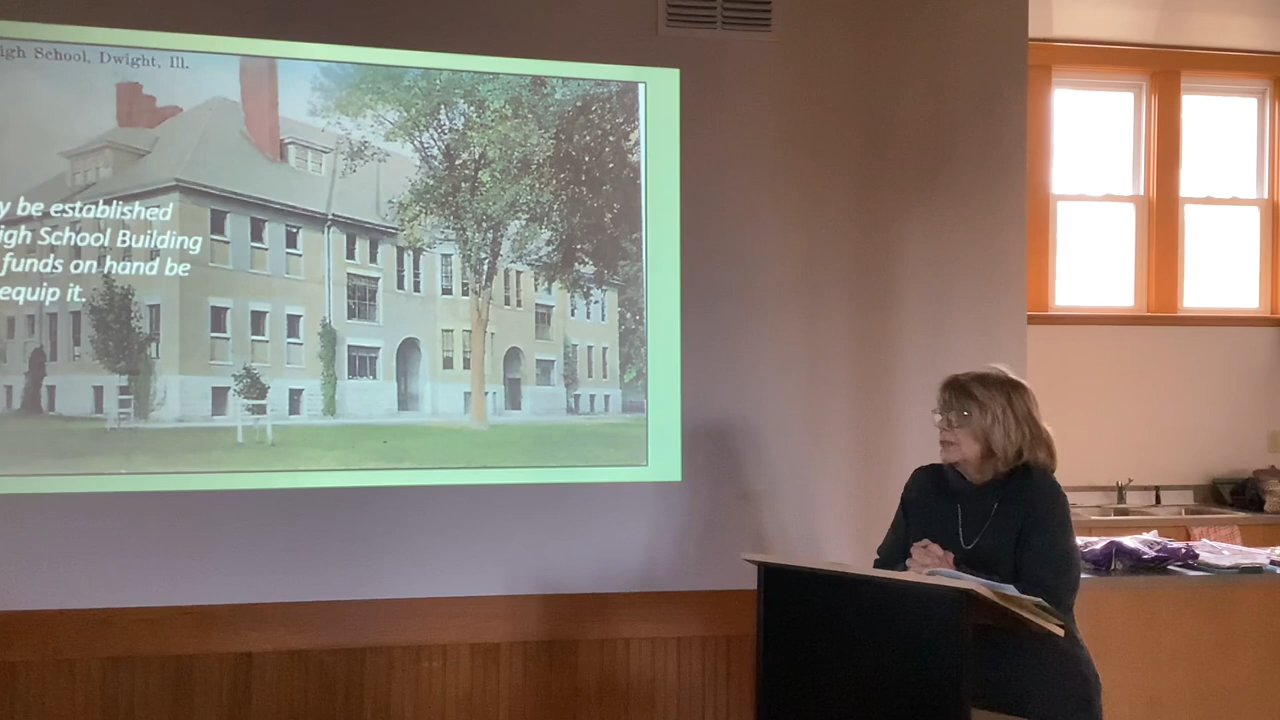 igh School, Dwight, Ill.
y be established
igh School Building
funds on hand be
equip it.